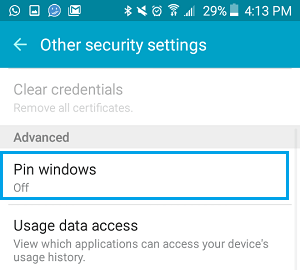 29% 4:13 PM
Other security settings
Clear credentials
Remove all certificates.
Advanced
Pin windows
Off
Usage data access
View which applications can access your device's
usage history.